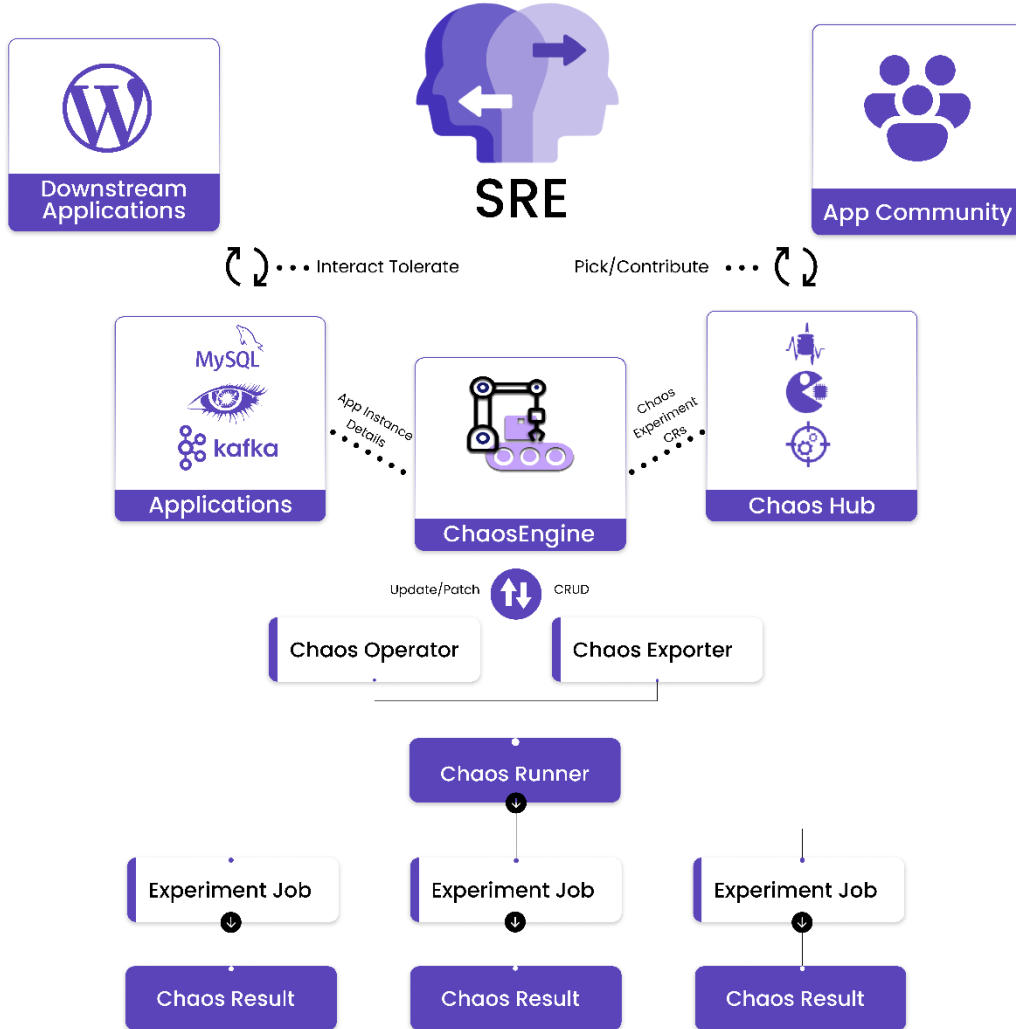 SRE
Downstream
Applications
App Community
Interact Tolerate
Pick/Contribute
MySQL
kafka
Applications
App Instance
Details
ChaosEngine
Chaos
Experiment
CRs
Chaos Hub
Update/Patch
CRUD
Chaos Operator
Chaos Exporter
Chaos Runner
Experiment Job
Experiment Job
Experiment Job
Chaos Result
Chaos Result
Chaos Result